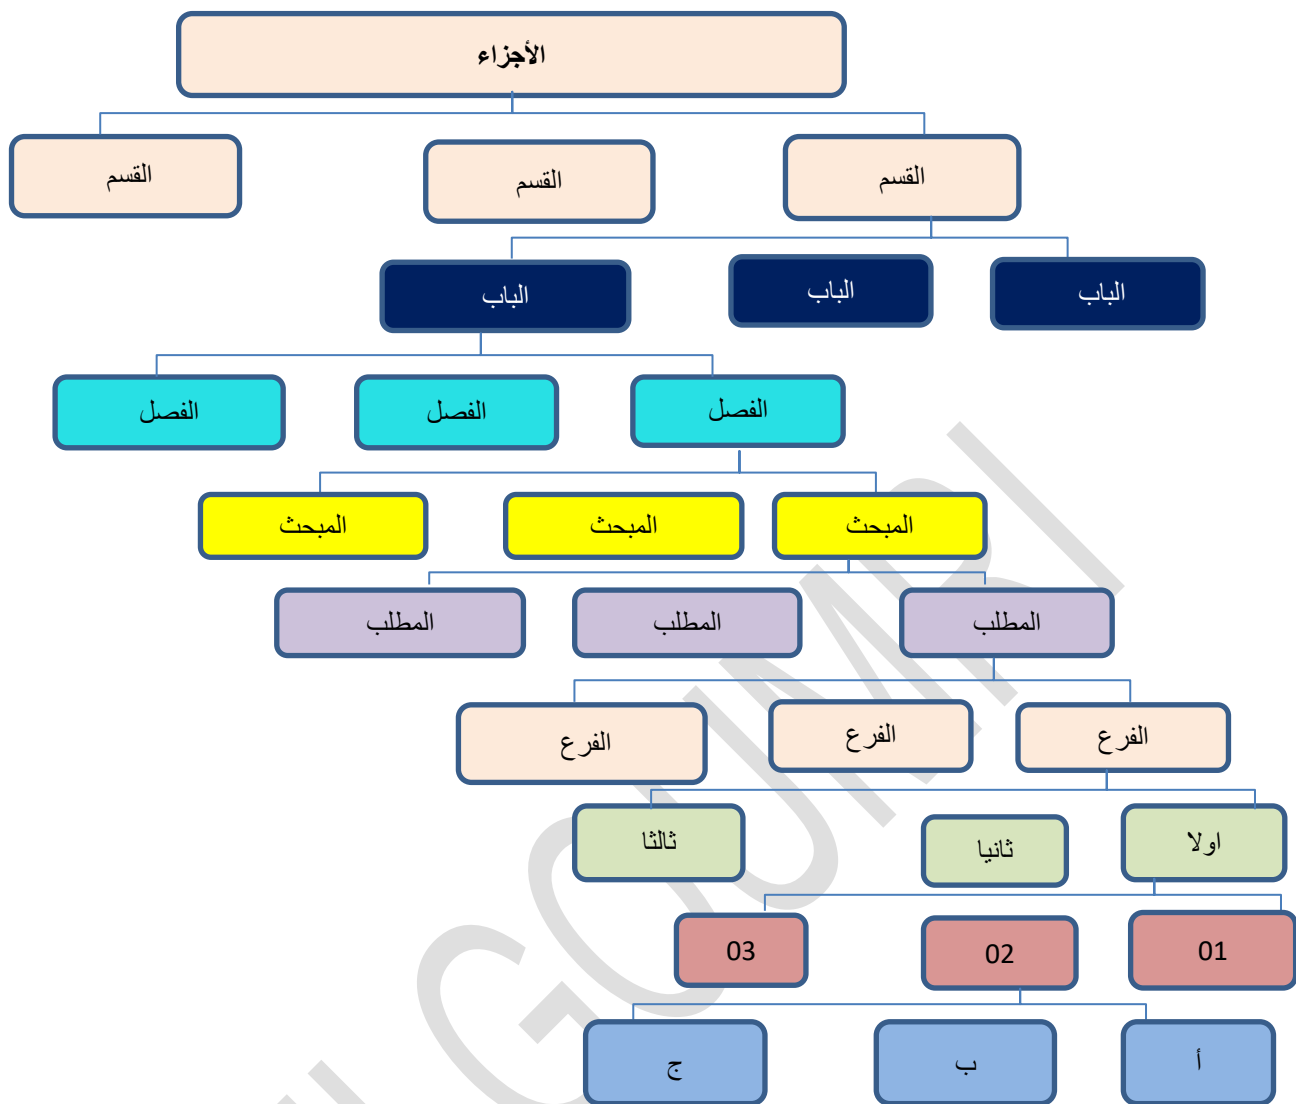 الأجزاء
القسم
القسم
القسم
الباب
الباب
الباب
الفصل
الفصل
الفصل
المبحث
المبحث
المبحث
المطلب
المطلب
المطلب
الفرع
الفرع
الفرع
اولا
ثانيا
ثالثا
01
02
03
أ
ب
ج
GOUMRI